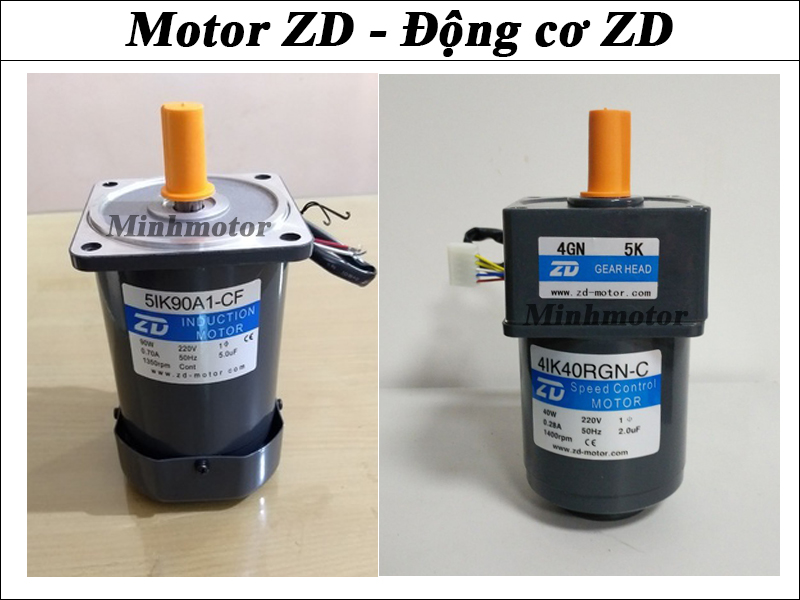 Motor ZD - Động cơ ZD
Minhmotor
5IK90A1-CF
ZD INDUCTION
MOTOR
90W 220V 1Φ CE
0.70A 50Hz 5.0uF
1350rpm Cont
www.zd-motor.com
4GN 5K
ZD GEAR HEAD
www.zd-motor.com
Minhmotor
4IK40RGN-C
ZD Speed Control
MOTOR
40W 220V 1Φ
0.28A 50Hz 2.0uF
1400rpm CE
www.zd-motor.com